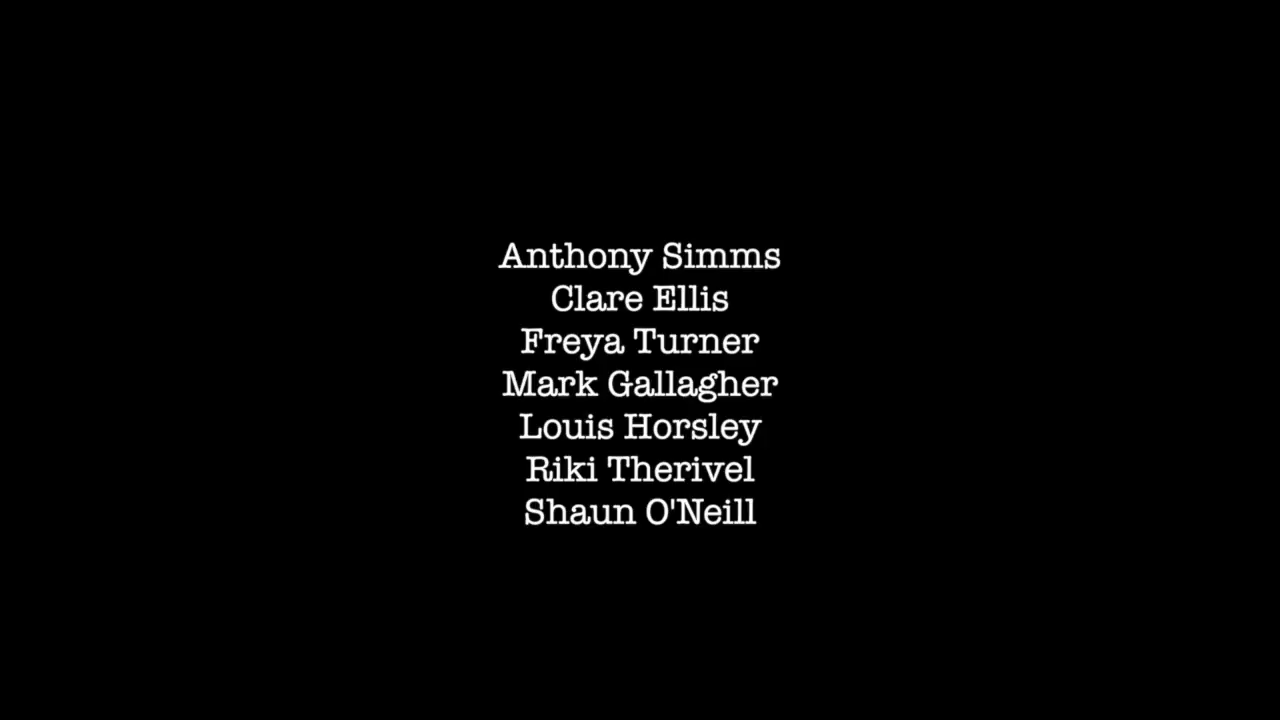 Anthony Simms
Clare Ellis
Freya Turner
Mark Gallagher
Louis Horsley
Riki Therivel
Shaun O'Neill